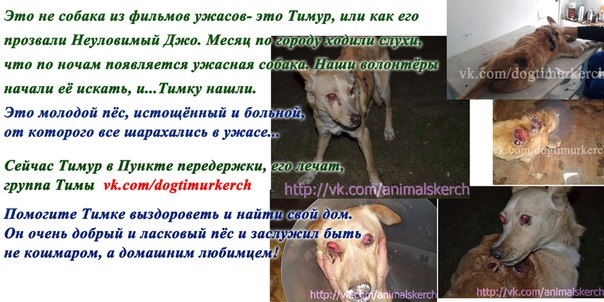 Это не собака из фильмов ужасов- это Тимур, или как его
прозвали Неуловимый Джо. Месяц по городу ходили слухи,
что по ночам появляется ужасная собака. Наши волонтёры
начали её искать, и...Тимку нашли.
Это молодой пёс, истощённый и больной,
от которого все шарахались в ужасе...
Сейчас Тимур в Пункте передержки, его лечат,
группа Тимы vk.com/dogtimurkerch
Помогите Тимке выздороветь и найти свой дом.
Он очень добрый и ласковый пёс и заслужил быть
не кошмаром, а домашним любимцем!
vk.com/dogtimurkerch
vk.com/dogtimurkerch
http://vk.com/animalskerch
http://vk.com/animalskerch
http://vk.com/animalskerch